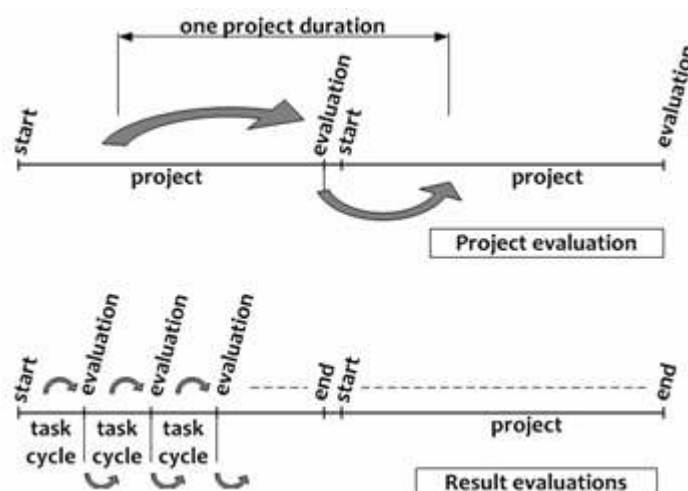 one project duration
start
evaluation
start
evaluation
project
project
Project evaluation
start
evaluation
evaluation
evaluation
end
start
end
task cycle
task cycle
task cycle
project
Result evaluations